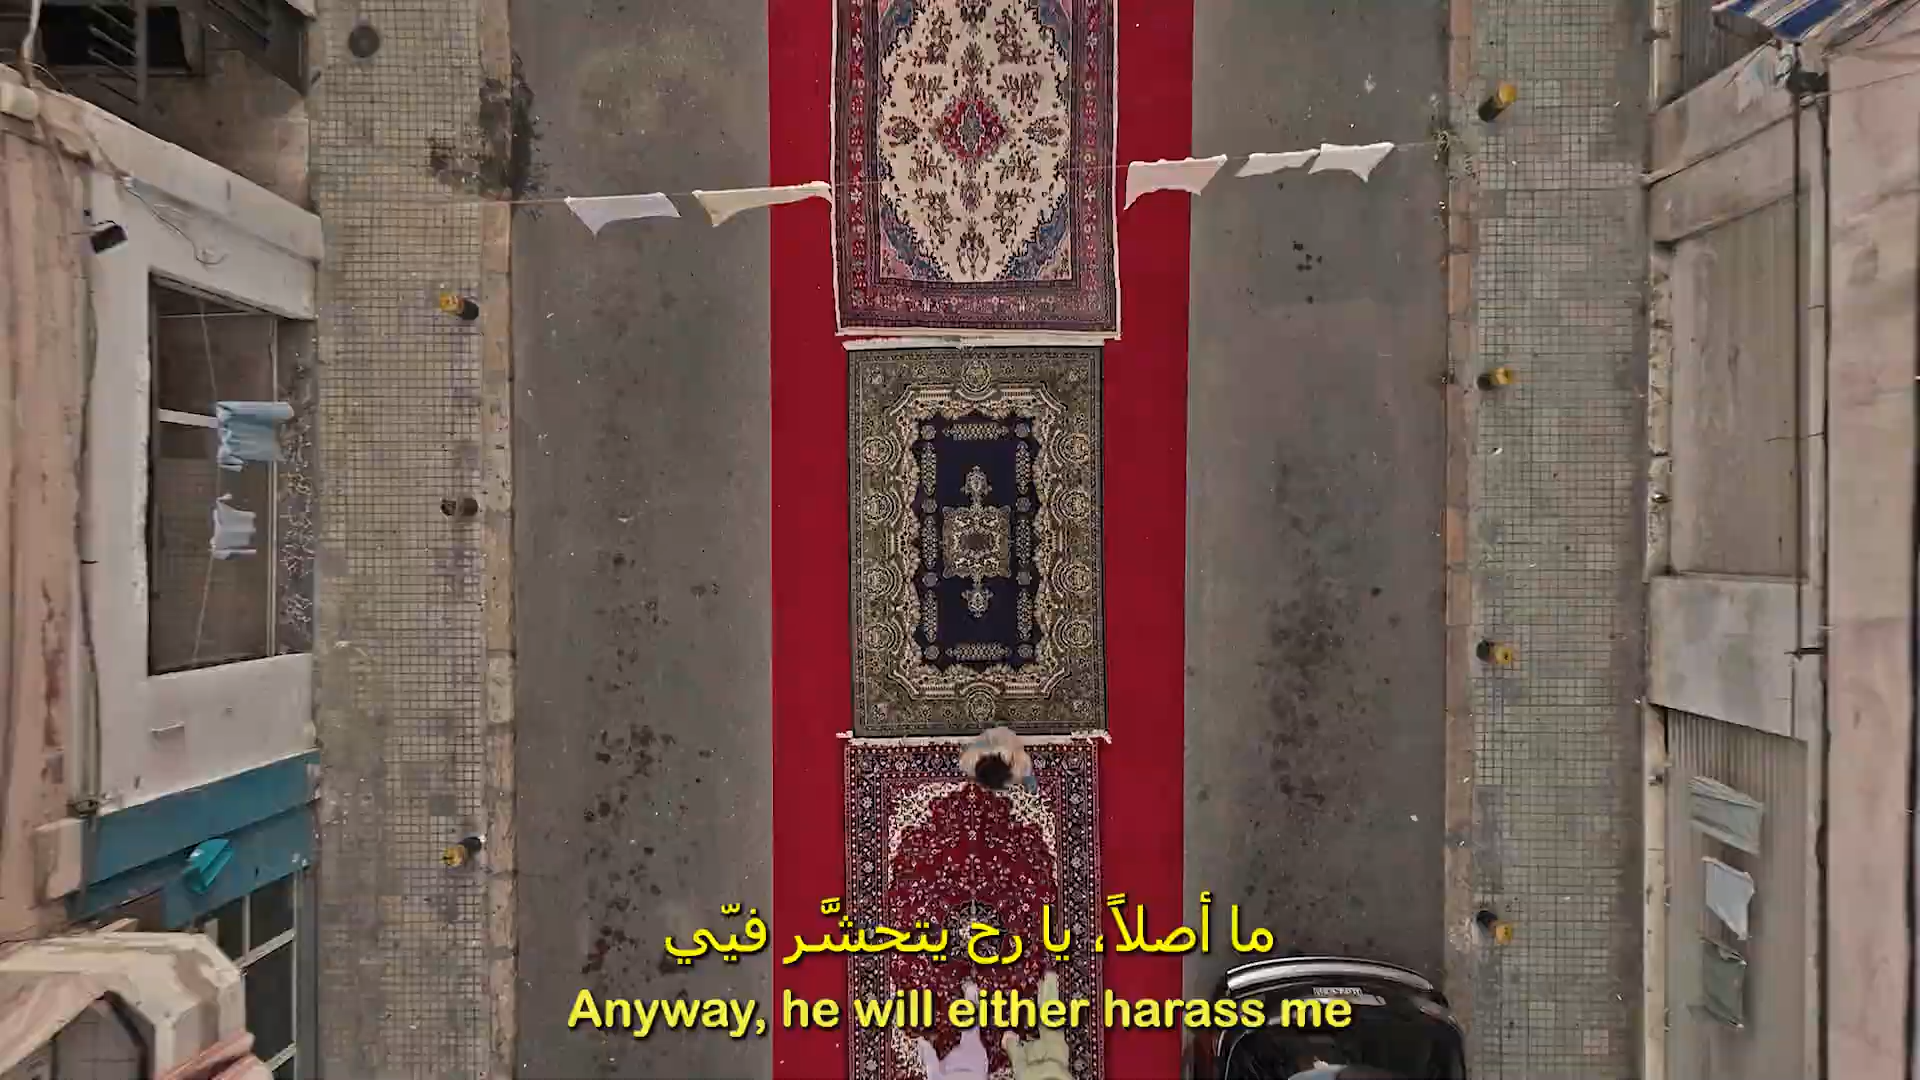 ما أصلاً، يا رح يتحشَّر فيّي
Anyway, he will either harass me